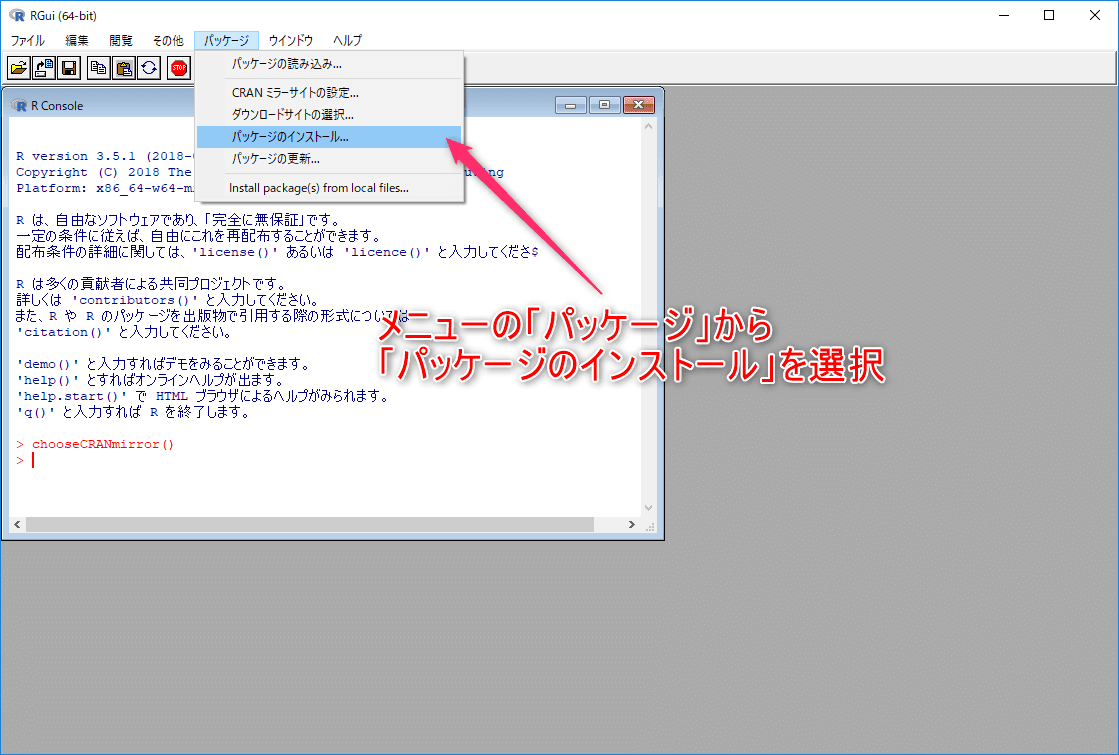 RGui (64-bit)
ファイル 編集 閲覧 その他 パッケージ ウインドウ ヘルプ
STOP
パッケージの読み込み...
CRAN ミラーサイトの設定...
ダウンロードサイトの選択...
パッケージのインストール...
パッケージの更新...
Install package(s) from local files...
R Console
R version 3.5.1 (2018-
Copyright (C) 2018 The
Platform: x86_64-w64-m
R は、自由なソフトウェアであり、「完全に無保証」です。
一定の条件に従えば、自由にこれを再配布することができます。
配布条件の詳細に関しては、'license()' あるいは 'licence()' と入力してくださ$
R は多くの貢献者による共同プロジェクトです。
詳しくは 'contributors()' と入力してください。
また、R や R のパッケージを出版物で引用する際の形式については
'citation()' と入力してください。
'demo()' と入力すればデモをみることができます。
'help()' とすればオンラインヘルプが出ます。
'help.start()' で HTML ブラウザによるヘルプがみられます。
'q()' と入力すれば R を終了します。
> chooseCRANmirror()
>
メニューの「パッケージ」から
「パッケージのインストール」を選択